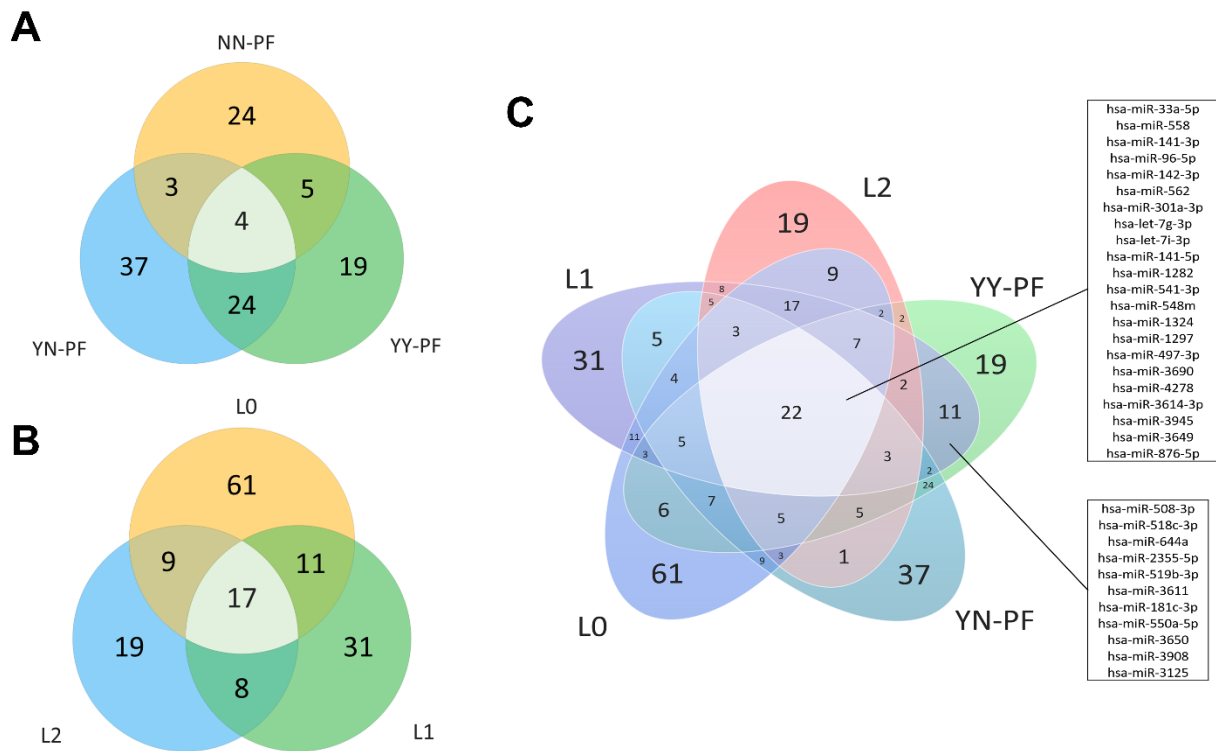 A
NN-PF
24
3
5
4
37
19
24
YN-PF
YY-PF
B
L0
61
9
11
17
19
31
8
L2
L1
C
L2
19
L1
9
YY-PF
8
5
17
2
2
3
7
31
5
19
4
2
11
22
11
3
5
3
2
24
6
7
5
5
61
9
3
1
37
L0
YN-PF
hsa-miR-33a-5p
hsa-miR-558
hsa-miR-141-3p
hsa-miR-96-5p
hsa-miR-142-3p
hsa-miR-562
hsa-miR-301a-3p
hsa-let-7g-3p
hsa-let-7i-3p
hsa-miR-141-5p
hsa-miR-1282
hsa-miR-541-3p
hsa-miR-548m
hsa-miR-1324
hsa-miR-1297
hsa-miR-497-3p
hsa-miR-3690
hsa-miR-4278
hsa-miR-3614-3p
hsa-miR-3945
hsa-miR-3649
hsa-miR-876-5p
hsa-miR-508-3p
hsa-miR-518c-3p
hsa-miR-644a
hsa-miR-2355-5p
hsa-miR-519b-3p
hsa-miR-3611
hsa-miR-181c-3p
hsa-miR-550a-5p
hsa-miR-3650
hsa-miR-3908
hsa-miR-3125